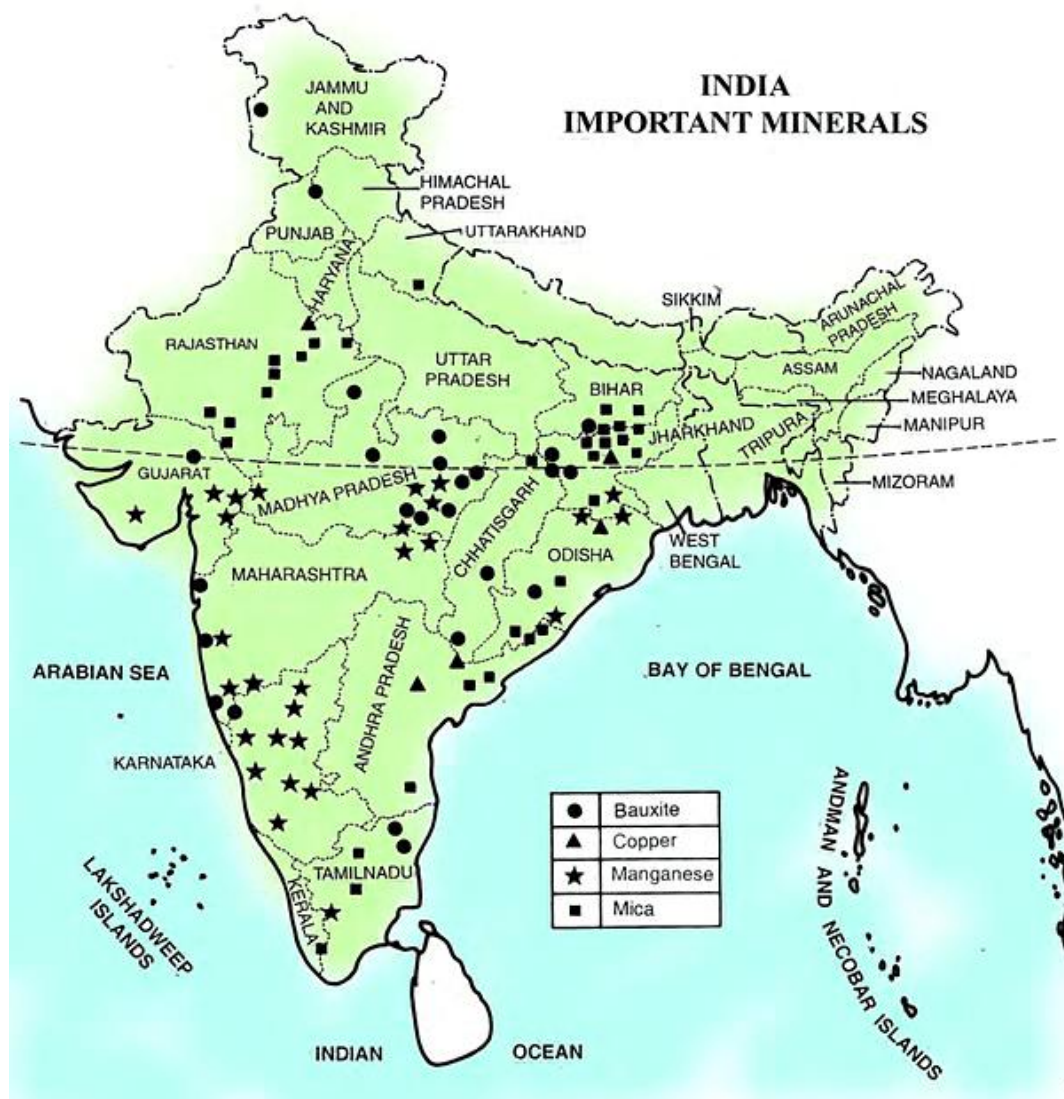 INDIA
IMPORTANT MINERALS
JAMMU
AND
KASHMIR
HIMACHAL
PRADESH
PUNJAB
UTTARAKHAND
HARYANA
SIKKIM
ARUNACHAL
PRADESH
RAJASTHAN
UTTAR
PRADESH
ASSAM
NAGALAND
BIHAR
MEGHALAYA
MANIPUR
JHARKHAND
TRIPURA
GUJARAT
MADHYA PRADESH
MIZORAM
CHHATISGARH
WEST
BENGAL
ODISHA
MAHARASHTRA
ARABIAN SEA
BAY OF BENGAL
ANDHRA PRADESH
KARNATAKA
Bauxite
Copper
Manganese
Mica
TAMILNADU
KERALA
LAKSHADWEEP
ISLANDS
ANDMAN AND NECOBAR ISLANDS
INDIAN OCEAN